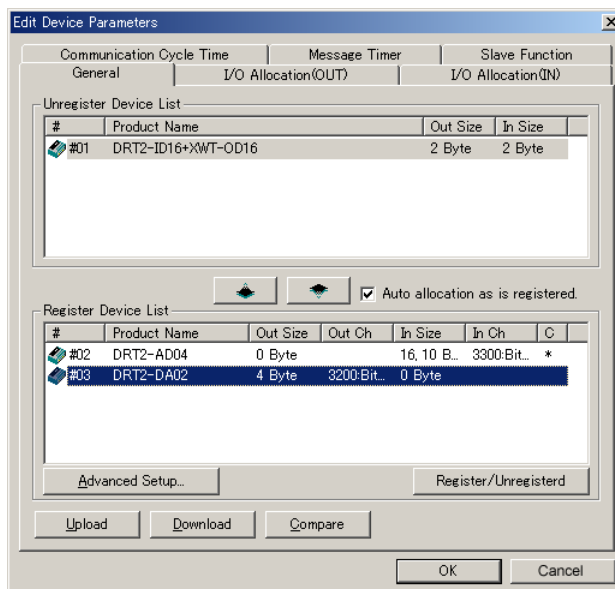 Edit Device Parameters
Communication Cycle Time Message Timer Slave Function
General I/O Allocation(OUT) I/O Allocation(IN)
Unregister Device List
# Product Name Out Size In Size
#01 DRT2-ID16+XWT-OD16 2 Byte 2 Byte
Auto allocation as is registered.
Register Device List
# Product Name Out Size Out Ch In Size In Ch C
#02 DRT2-AD04 0 Byte 16, 10 B... 3300:Bit... *
#03 DRT2-DA02 4 Byte 3200:Bit... 0 Byte
Advanced Setup... Register/Unregisterd
Upload Download Compare
OK Cancel